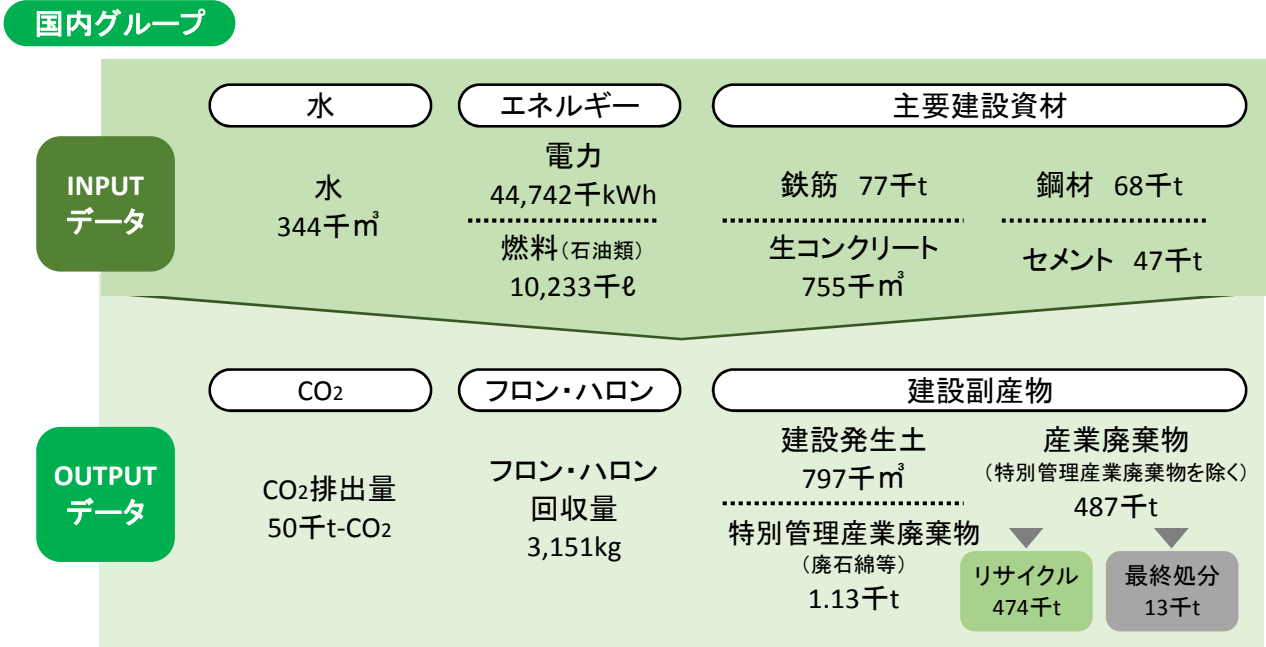 国内グループ
INPUT
データ
水
水
344千㎥
エネルギー
電力
44,742千kWh
燃料(石油類)
10,233千ℓ
主要建設資材
鉄筋 77千t
生コンクリート
755千㎥
鋼材 68千t
セメント 47千t
OUTPUT
データ
CO2
CO2排出量
50千t-CO2
フロン・ハロン
フロン・ハロン
回収量
3,151kg
建設副産物
建設発生土
797千㎥
特別管理産業廃棄物
(廃石綿等)
1.13千t
産業廃棄物
(特別管理産業廃棄物を除く)
487千t
リサイクル
474千t
最終処分
13千t